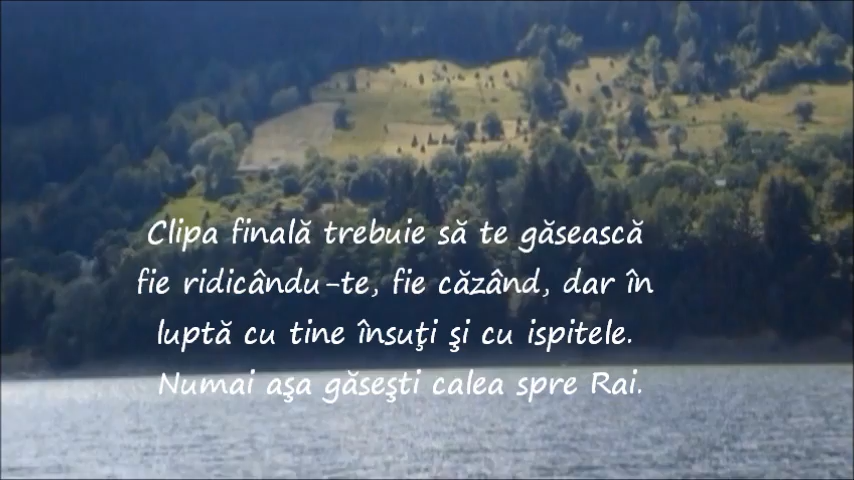 Clipa finală trebuie să te găsească
fie ridicându-te, fie căzând, dar în
luptă cu tine însuţi şi cu ispitele.
Numai aşa găseşti calea spre Rai.